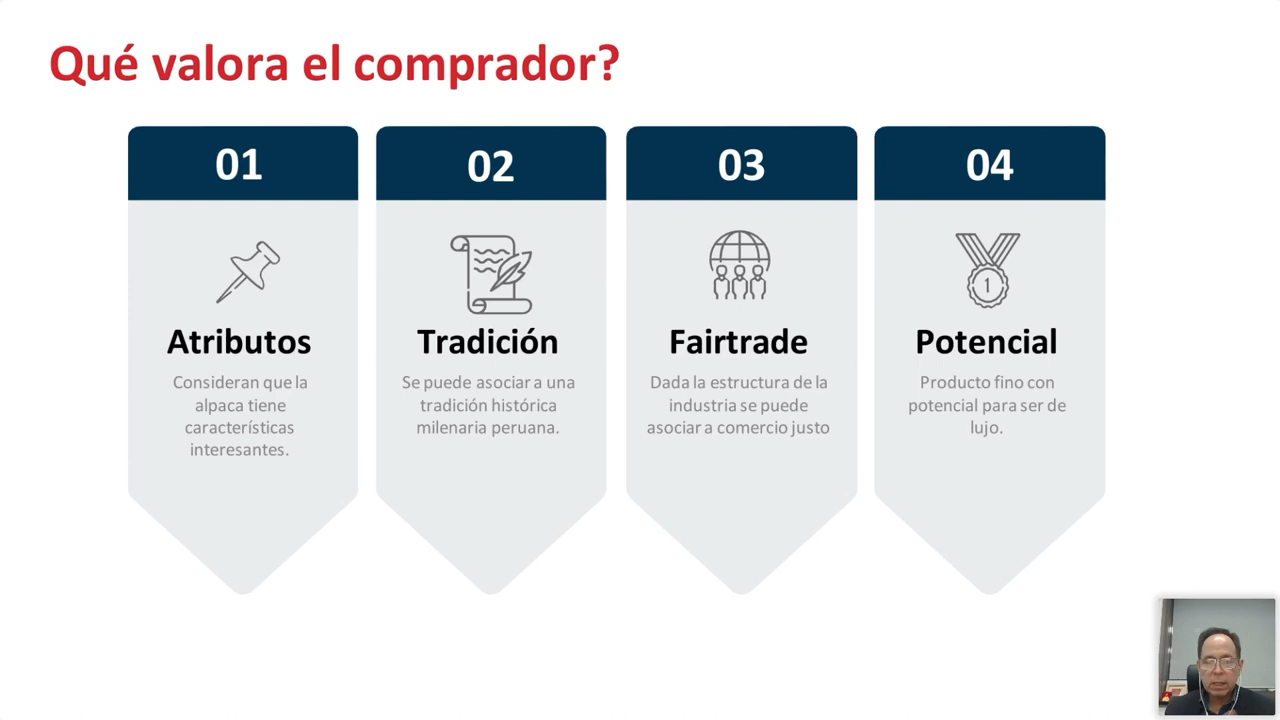 Qué valora el comprador?
01
Atributos
Consideran que la
alpaca tiene
características
interesantes.
02
Tradición
Se puede asociar a una
tradición histórica
milenaria peruana.
03
Fairtrade
Dada la estructura de la
industria se puede
asociar a comercio justo
04
1
Potencial
Producto fino con
potencial para ser de
lujo.